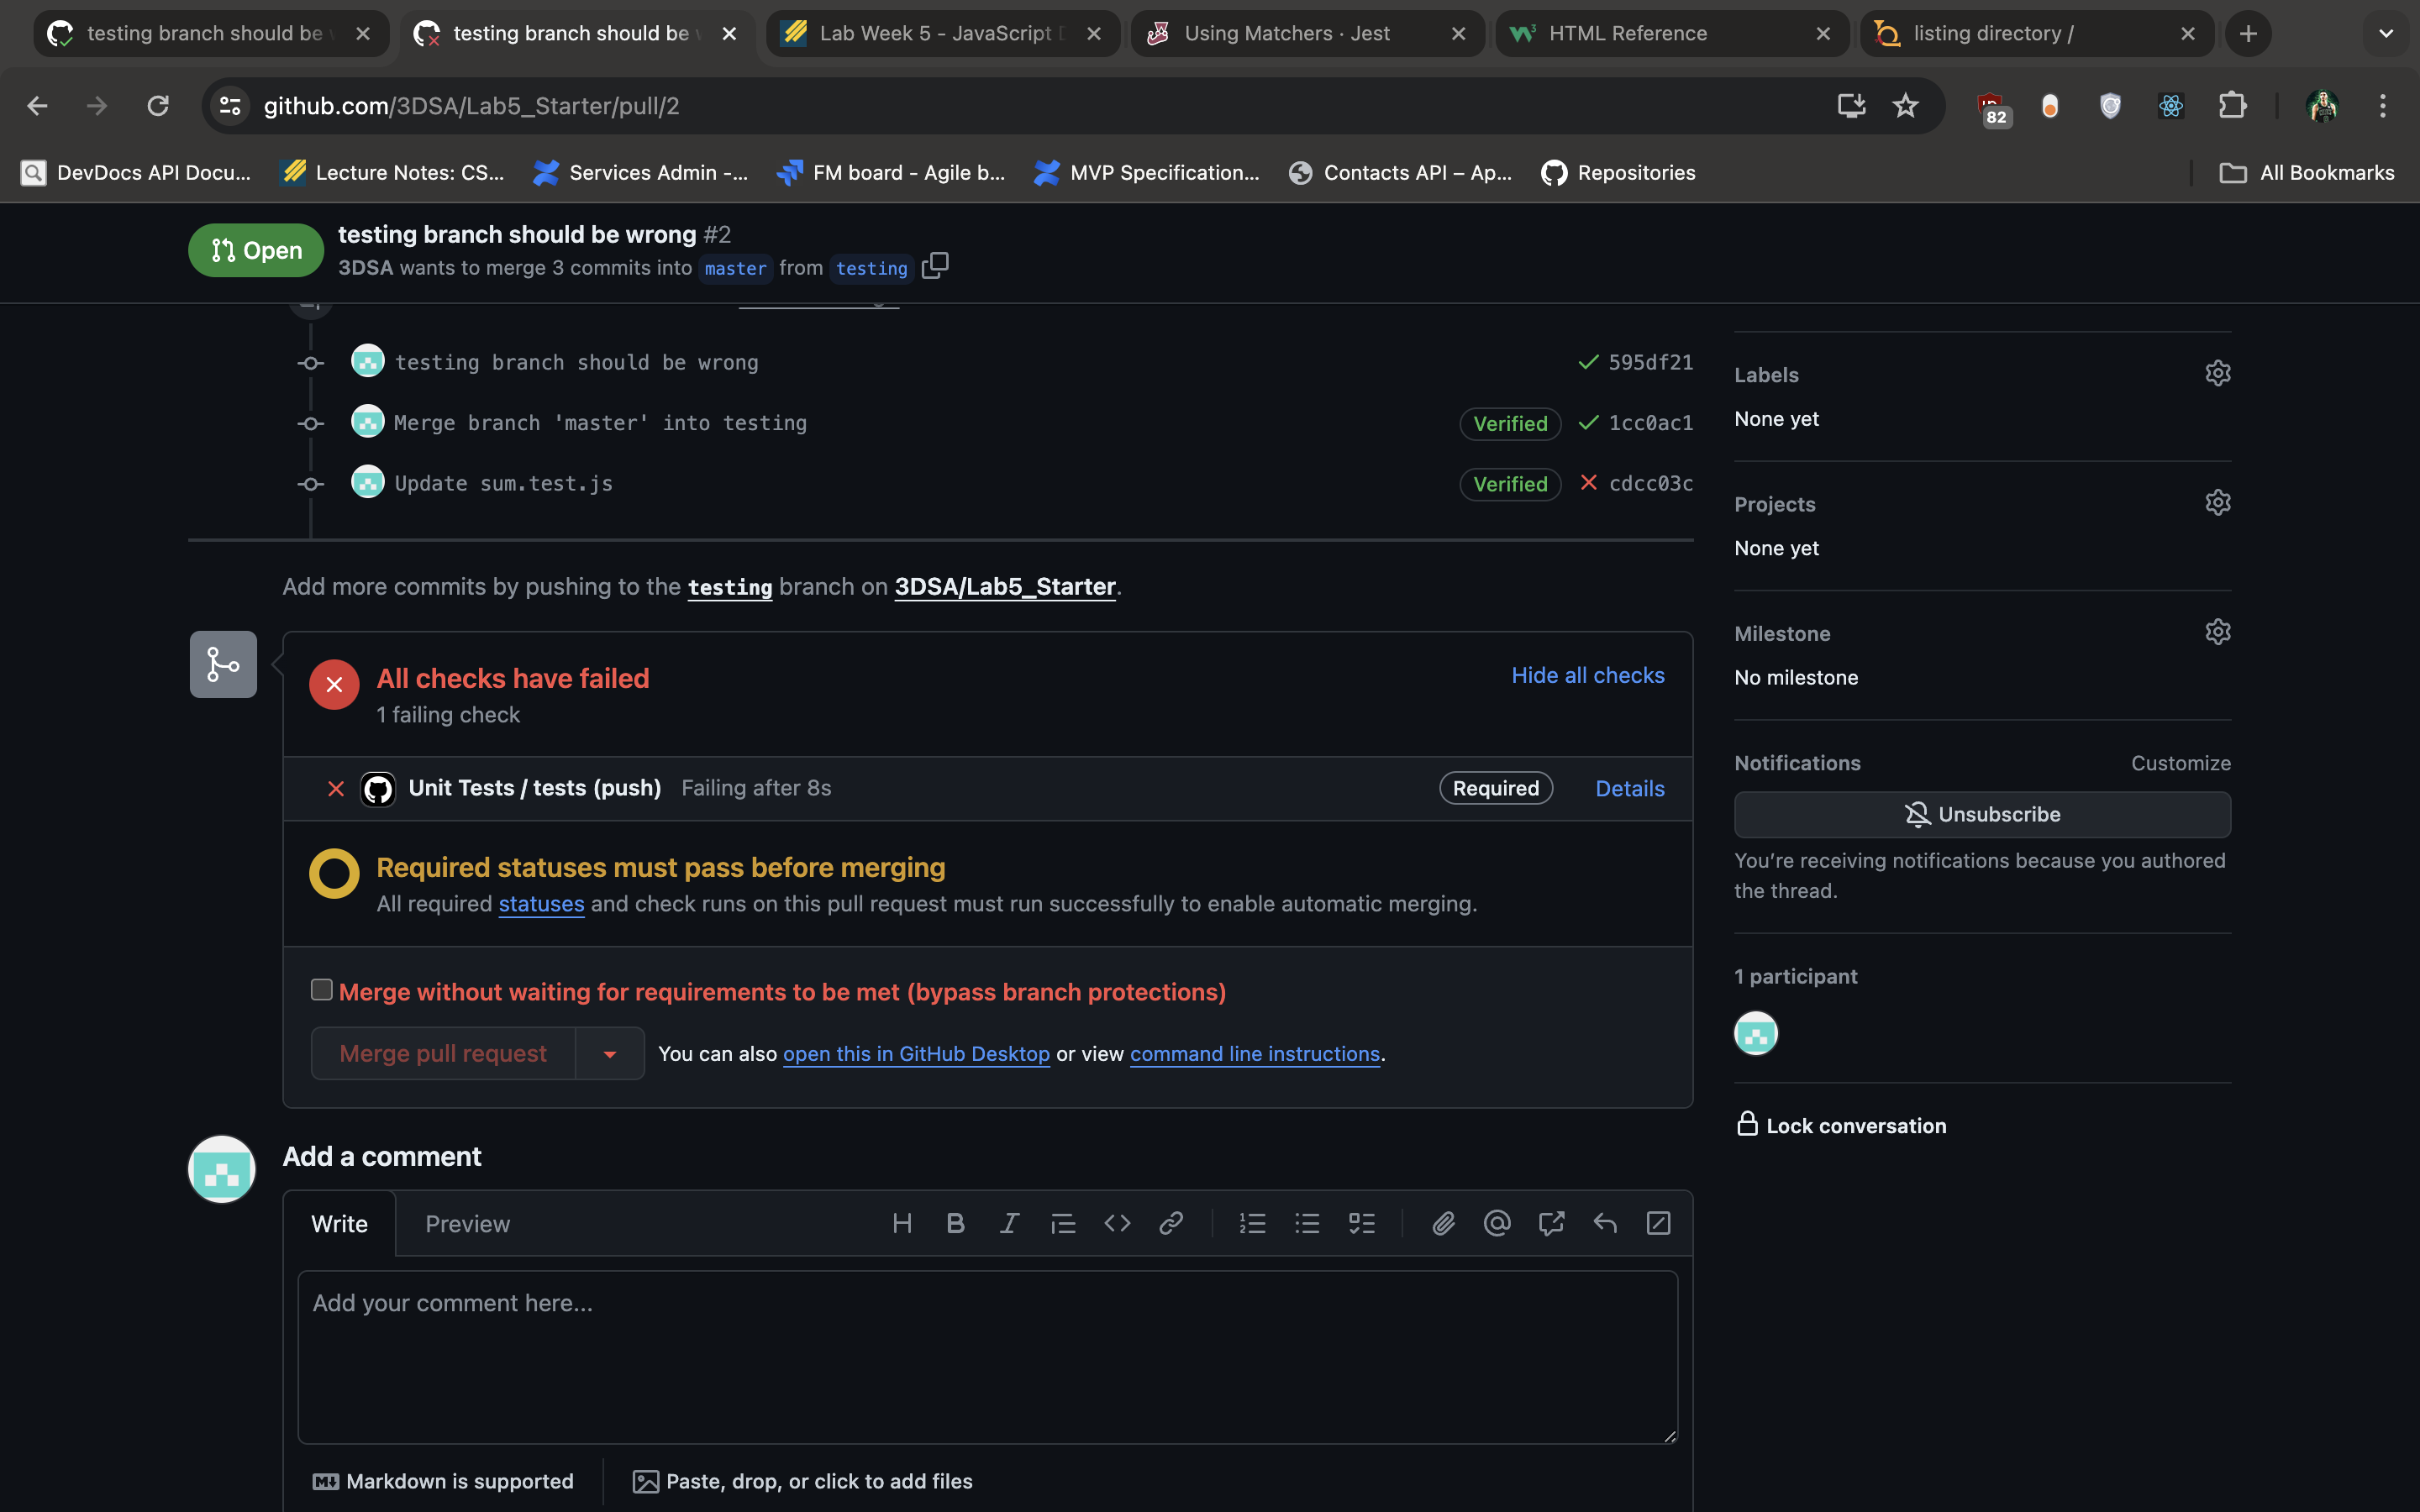 testing branch should be
testing branch should be
Lab Week 5 - JavaScript
Using Matchers · Jest
HTML Reference
listing directory /
github.com/3DSA/Lab5_Starter/pull/2
82
DevDocs API Docu...
Lecture Notes: CS...
Services Admin -...
FM board - Agile b...
MVP Specification...
Contacts API – Ap...
Repositories
All Bookmarks
Open
testing branch should be wrong #2
3DSA wants to merge 3 commits into master from testing
testing branch should be wrong
595df21
Merge branch 'master' into testing
Verified
1cc0ac1
Update sum.test.js
Verified
cdcc03c
Add more commits by pushing to the testing branch on 3DSA/Lab5_Starter.
All checks have failed
Hide all checks
1 failing check
Unit Tests / tests (push) Failing after 8s
Required
Details
Required statuses must pass before merging
All required statuses and check runs on this pull request must run successfully to enable automatic merging.
Merge without waiting for requirements to be met (bypass branch protections)
Merge pull request
You can also open this in GitHub Desktop or view command line instructions.
Add a comment
Write
Preview
Add your comment here...
Markdown is supported
Paste, drop, or click to add files
Labels
None yet
Projects
None yet
Milestone
No milestone
Notifications
Customize
Unsubscribe
You're receiving notifications because you authored
the thread.
1 participant
Lock conversation